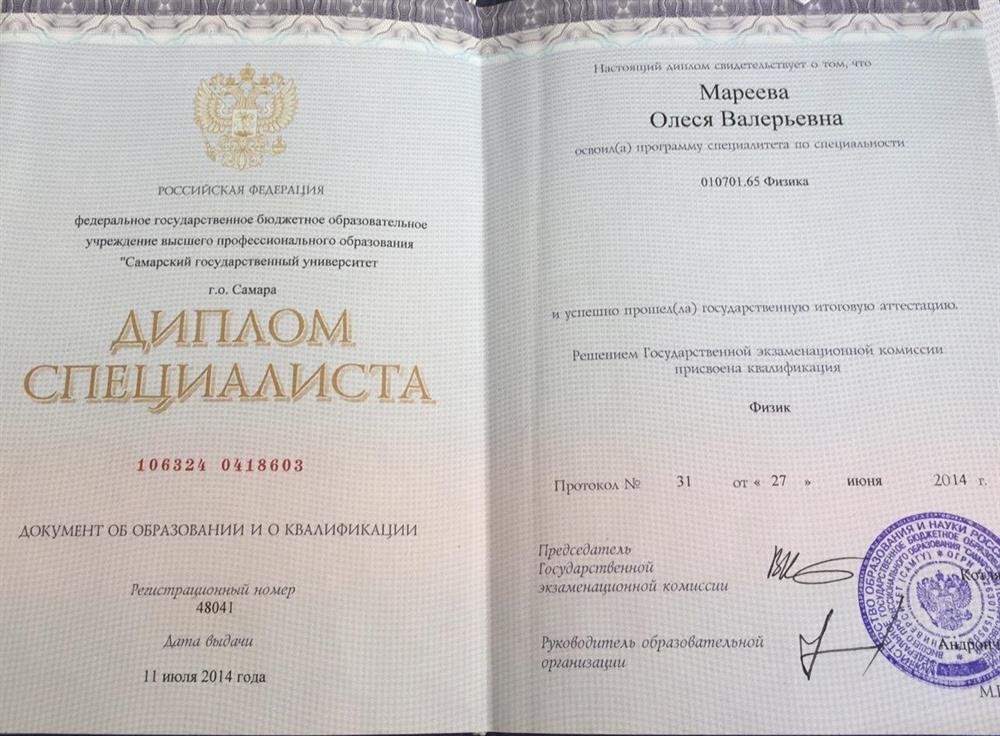 РОССИЙСКАЯ ФЕДЕРАЦИЯ
федеральное государственное бюджетное образовательное
учреждение высшего профессионального образования
"Самарский государственный университет
г.о. Самара
ДИПЛОМ
СПЕЦИАЛИСТА
106324 0418603
ДОКУМЕНТ ОБ ОБРАЗОВАНИИ И О КВАЛИФИКАЦИИ
Регистрационный номер
48041
Дата выдачи
11 июля 2014 года
Настоящий диплом свидетельствует о том, что
Мареева
Олеся Валерьевна
освоил(а) программу специалитета по специальности
010701.65 Физика
и успешно прошел(ла) государственную итоговую аттестацию.
Решением Государственной экзаменационной комиссии
присвоена квалификация
Физик
Протокол № 31 от « 27 » июня 2014 г.
Председатель
Государственной
экзаменационной комиссии
Руководитель образовательной
организации